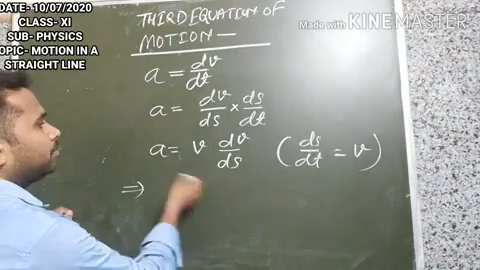 DATE- 10/07/2020
CLASS- XI
SUB- PHYSICS
TOPIC- MOTION IN A
STRAIGHT LINE
Made with KINEMASTER
THIRD EQUATION OF
MOTION —
a = dv/dt
a = dv/ds × ds/dt
a = v dv/ds (ds/dt = v)
⇒